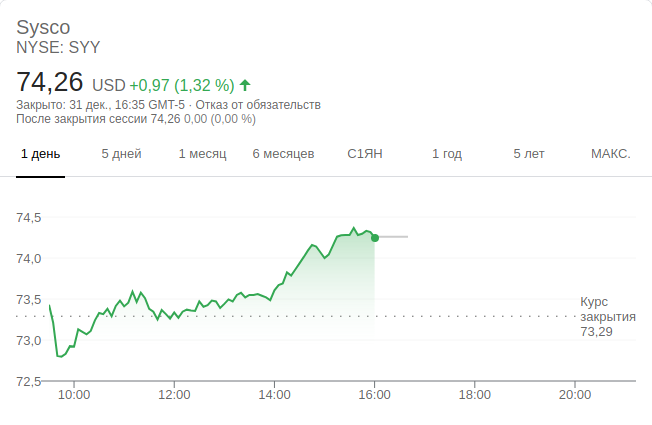 Sysco
NYSE: SYY
74,26 USD +0,97 (1,32 %)
Закрыто: 31 дек., 16:35 GMT-5 · Отказ от обязательств
После закрытия сессии 74,26 0,00 (0,00 %)
1 день 5 дней 1 месяц 6 месяцев С1ЯН 1 год 5 лет МАКС.
74,5
74,0
73,5
73,0
72,5
Курс
закрытия
73,29
10:00 12:00 14:00 16:00 18:00 20:00